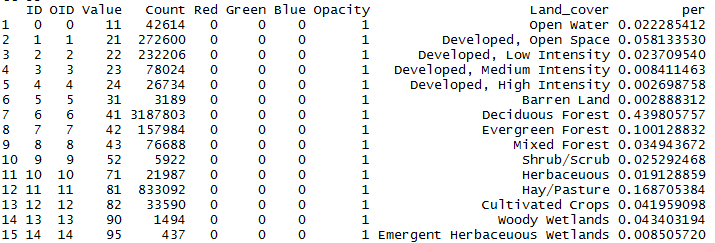 ID OID Value Count Red Green Blue Opacity Land_cover per
1 0 0 11 42614 0 0 0 1 Open Water 0.022285412
2 1 1 21 272600 0 0 0 1 Developed, Open Space 0.058133530
3 2 2 22 232206 0 0 0 1 Developed, Low Intensity 0.023709540
4 3 3 23 78024 0 0 0 1 Developed, Medium Intensity 0.008411463
5 4 4 24 26734 0 0 0 1 Developed, High Intensity 0.002698758
6 5 5 31 3189 0 0 0 1 Barren Land 0.002888312
7 6 6 41 3187803 0 0 0 1 Deciduous Forest 0.439805757
8 7 7 42 157984 0 0 0 1 Evergreen Forest 0.100128832
9 8 8 43 76688 0 0 0 1 Mixed Forest 0.034943672
10 9 9 52 5922 0 0 0 1 Shrub/Scrub 0.025292468
11 10 10 71 21987 0 0 0 1 Herbaceuous 0.019128859
12 11 11 81 833092 0 0 0 1 Hay/Pasture 0.168705384
13 12 12 82 33590 0 0 0 1 Cultivated Crops 0.041959098
14 13 13 90 1494 0 0 0 1 Woody Wetlands 0.043403194
15 14 14 95 437 0 0 0 1 Emergent Herbaceuous Wetlands 0.008505720